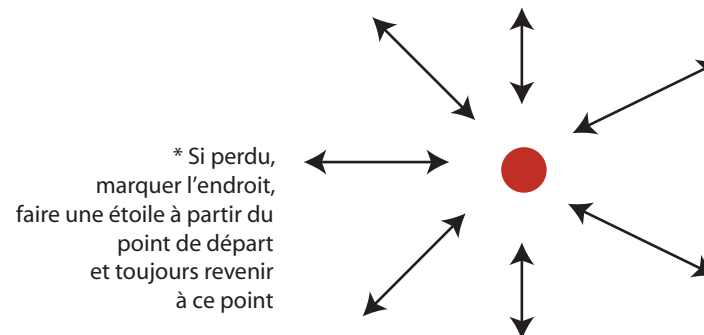 * Si perdu,
marquer l’endroit,
faire une étoile à partir du
point de départ
et toujours revenir
à ce point